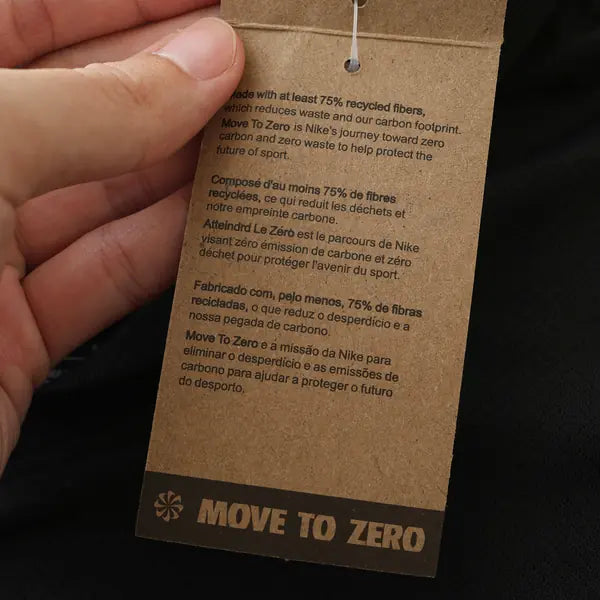 Made with at least 75% recycled fibers,
which reduces waste and our carbon footprint.
Move To Zero is Nike's journey toward zero
carbon and zero waste to help protect the
future of sport.
Composé d'au moins 75% de fibres
recyclées, ce qui reduit les déchets et
notre empreinte carbone.
Atteindrd Le Zéro est le parcours de Nike
visant zéro émission de carbone et zéro
déchet pour protéger l'avenir du sport.
Fabricado com, pejo menos, 75% de fibras
recicladas, o que reduz o desperdício e a
nossa pegada de carbono.
Move To Zero e a missão da Nike para
eliminar o desperdício e as emissões de
carbono para ajudar a proteger o futuro
do desporto.
MOVE TO ZERO